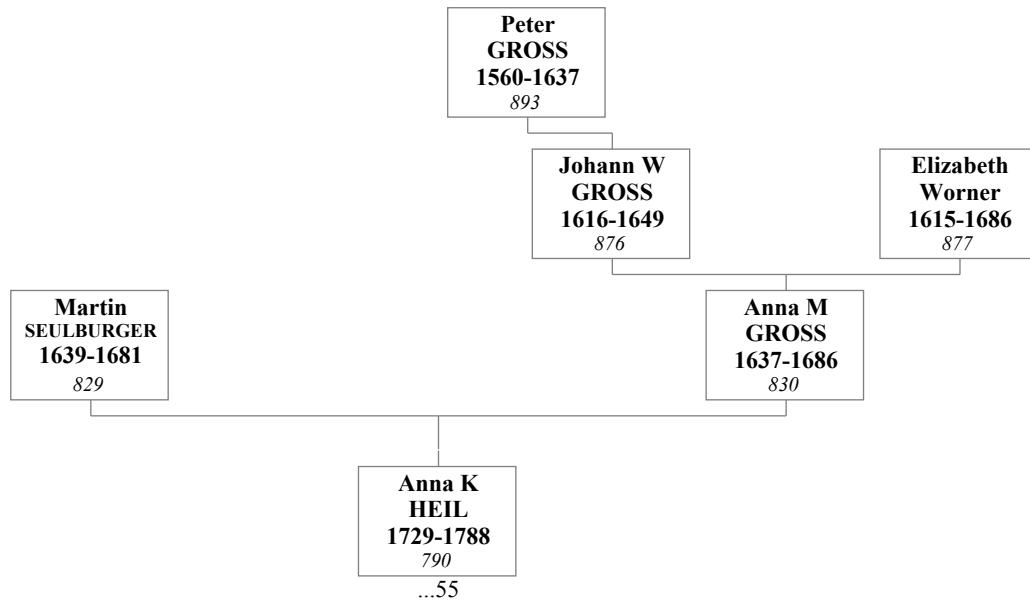 Peter
GROSS
1560-1637
893
Johann W
GROSS
1616-1649
876
Elizabeth
Worner
1615-1686
877
Martin
SEULBURGER
1639-1681
829
Anna M
GROSS
1637-1686
830
Anna K
HEIL
1729-1788
790
...55